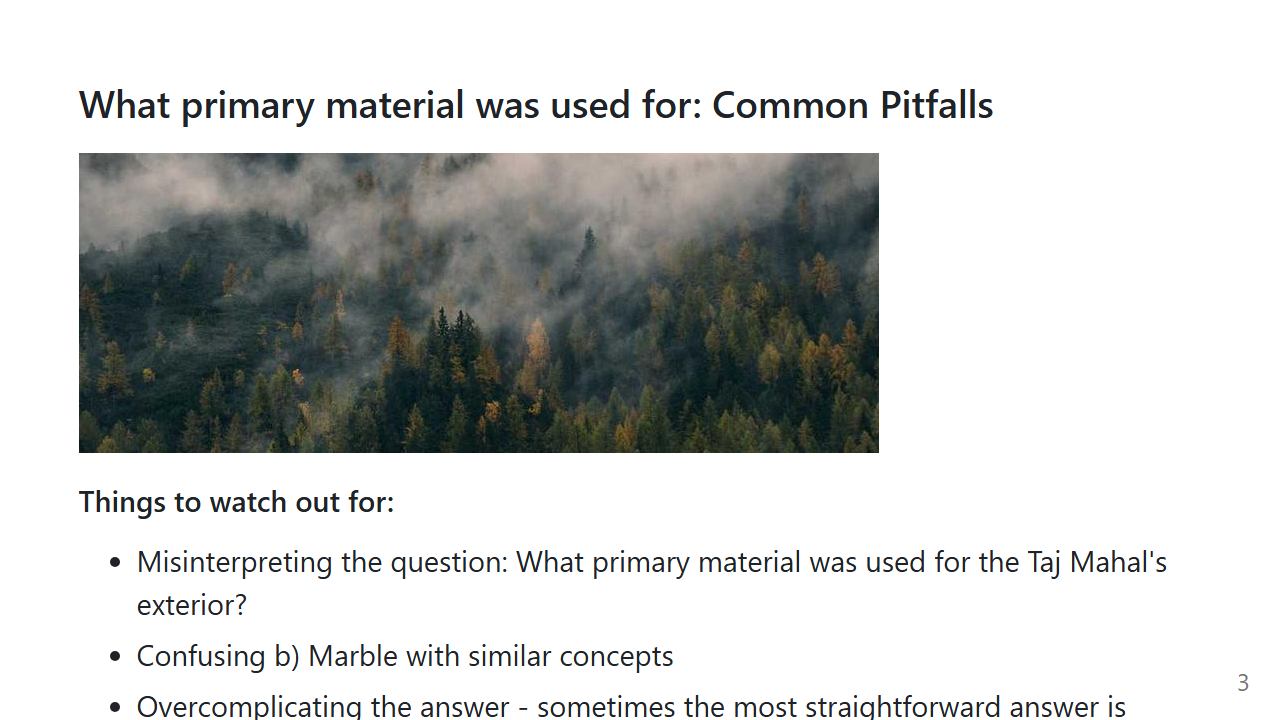 What primary material was used for: Common Pitfalls
Things to watch out for:
Misinterpreting the question: What primary material was used for the Taj Mahal's
exterior?
Confusing b) Marble with similar concepts
Overcomplicating the answer - sometimes the most straightforward answer is
3